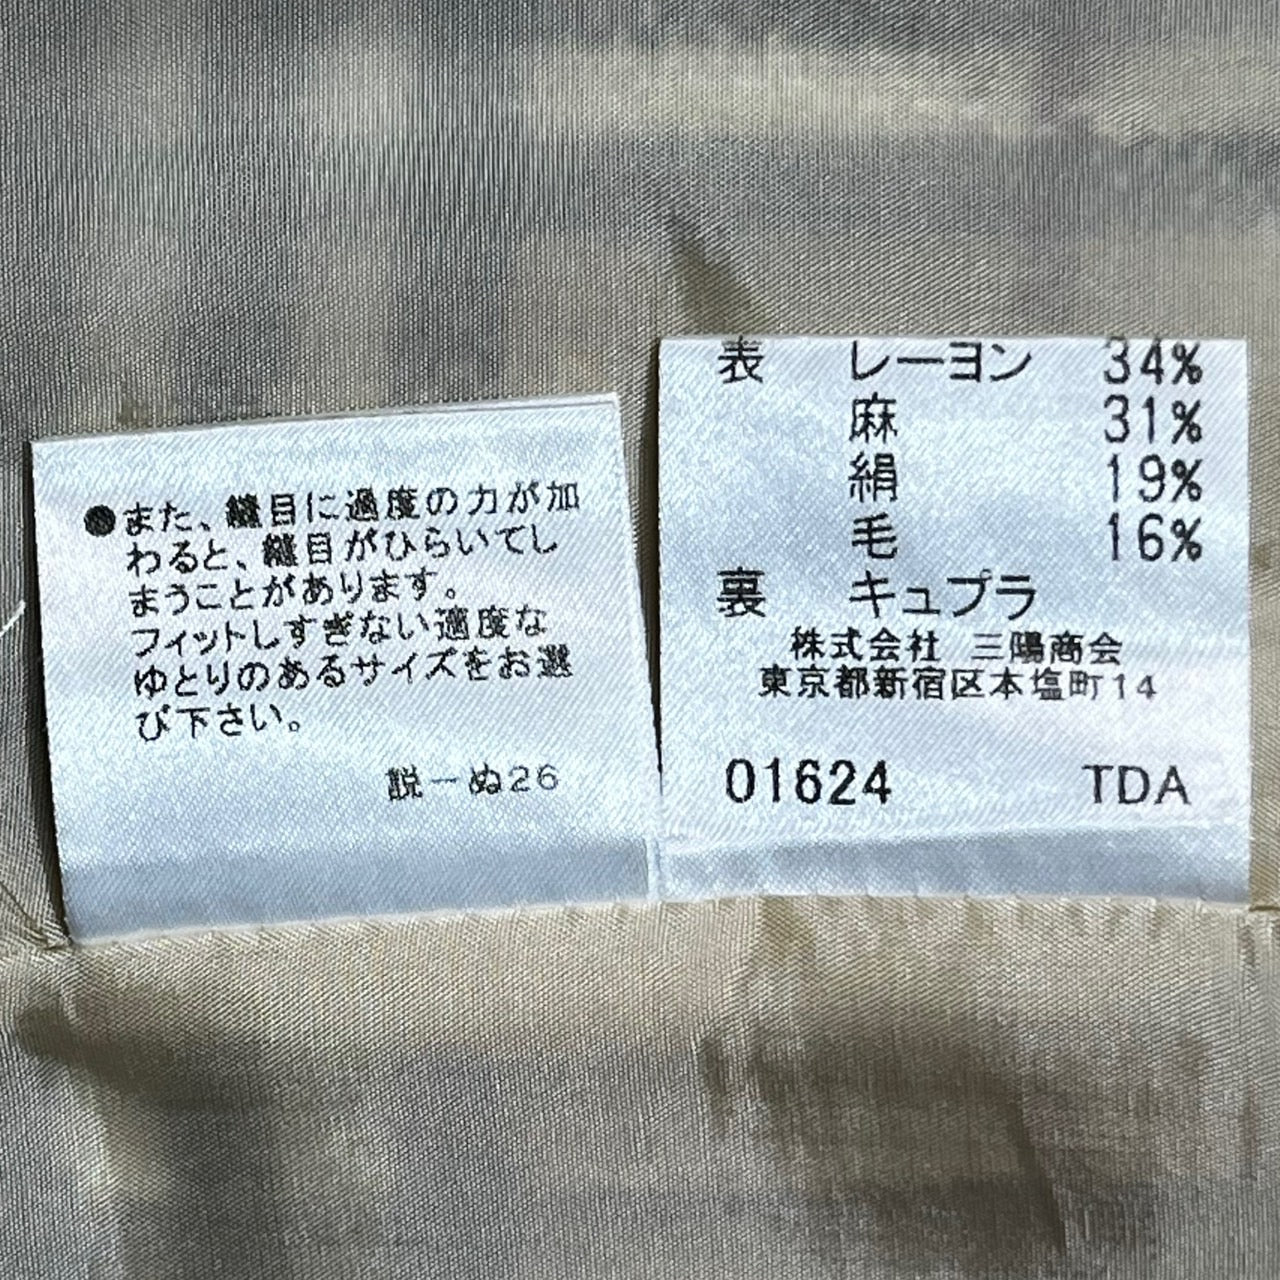 ●また、縫目に過度の力が加
わると、縫目がひらいてし
まうことがあります。
フィットしすぎない適度な
ゆとりのあるサイズをお選
び下さい。
説－ぬ26
表 レーヨン 34%
麻 31%
絹 19%
毛 16%
裏 キュプラ
株式会社 三陽商会
東京都新宿区本塩町14
01624 TDA